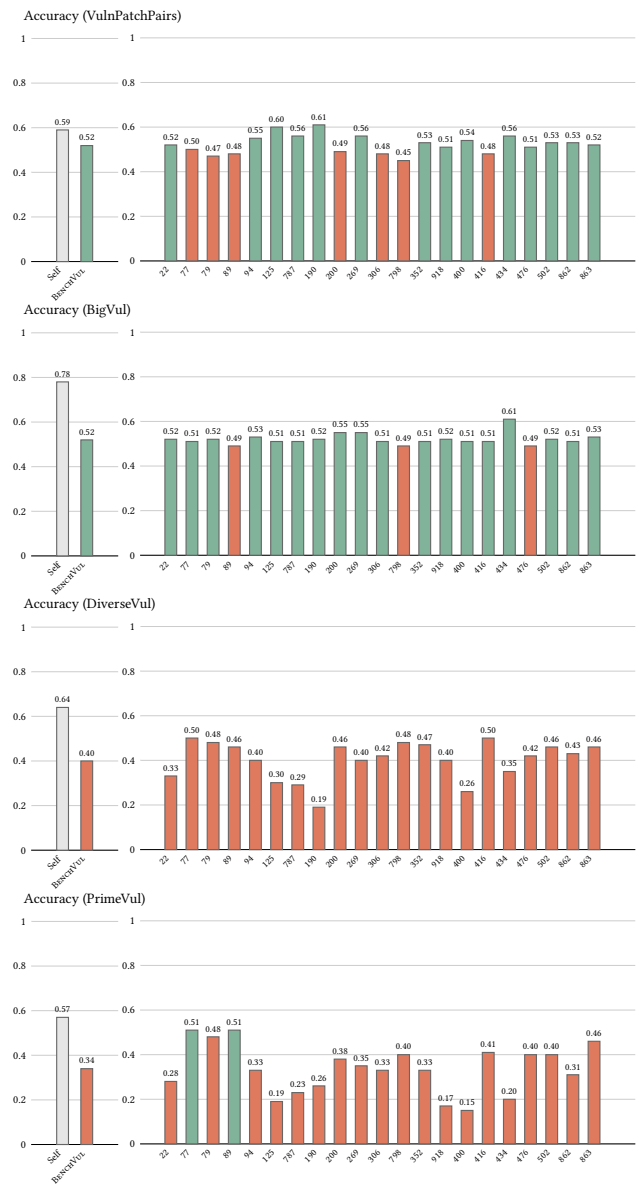 Accuracy (VulnPatchPairs)
1 1
0.8 0.8
0.59 0.52
0.52 0.50 0.47 0.48 0.55 0.60 0.56 0.61 0.49 0.56 0.48 0.45 0.53 0.51 0.54 0.48 0.56 0.51 0.53 0.53 0.52
0.6 0.6
0.4 0.4
0.2 0.2
0 0
Self BENCHVUL
22 77 79 89 94 125 787 190 200 269 306 798 352 918 400 416 434 476 502 862 863
Accuracy (BigVul)
1 1
0.8 0.8
0.78 0.52
0.52 0.51 0.52 0.49 0.53 0.51 0.51 0.52 0.55 0.55 0.51 0.49 0.51 0.52 0.51 0.51 0.61 0.49 0.52 0.51 0.53
0.6 0.6
0.4 0.4
0.2 0.2
0 0
Self BENCHVUL
22 77 79 89 94 125 787 190 200 269 306 798 352 918 400 416 434 476 502 862 863
Accuracy (DiverseVul)
1 1
0.8 0.8
0.64 0.40
0.6 0.6
0.33 0.50 0.48 0.46 0.40 0.30 0.29 0.19 0.46 0.40 0.42 0.48 0.47 0.40 0.26 0.50 0.35 0.42 0.46 0.43 0.46
0.4 0.4
0.2 0.2
0 0
Self BENCHVUL
22 77 79 89 94 125 787 190 200 269 306 798 352 918 400 416 434 476 502 862 863
Accuracy (PrimeVul)
1 1
0.8 0.8
0.6 0.6
0.57 0.34
0.28 0.51 0.48 0.51 0.33 0.19 0.23 0.26 0.38 0.35 0.33 0.40 0.33 0.17 0.15 0.41 0.20 0.40 0.40 0.31 0.46
0.4 0.4
0.2 0.2
0 0
Self BENCHVUL
22 77 79 89 94 125 787 190 200 269 306 798 352 918 400 416 434 476 502 862 863